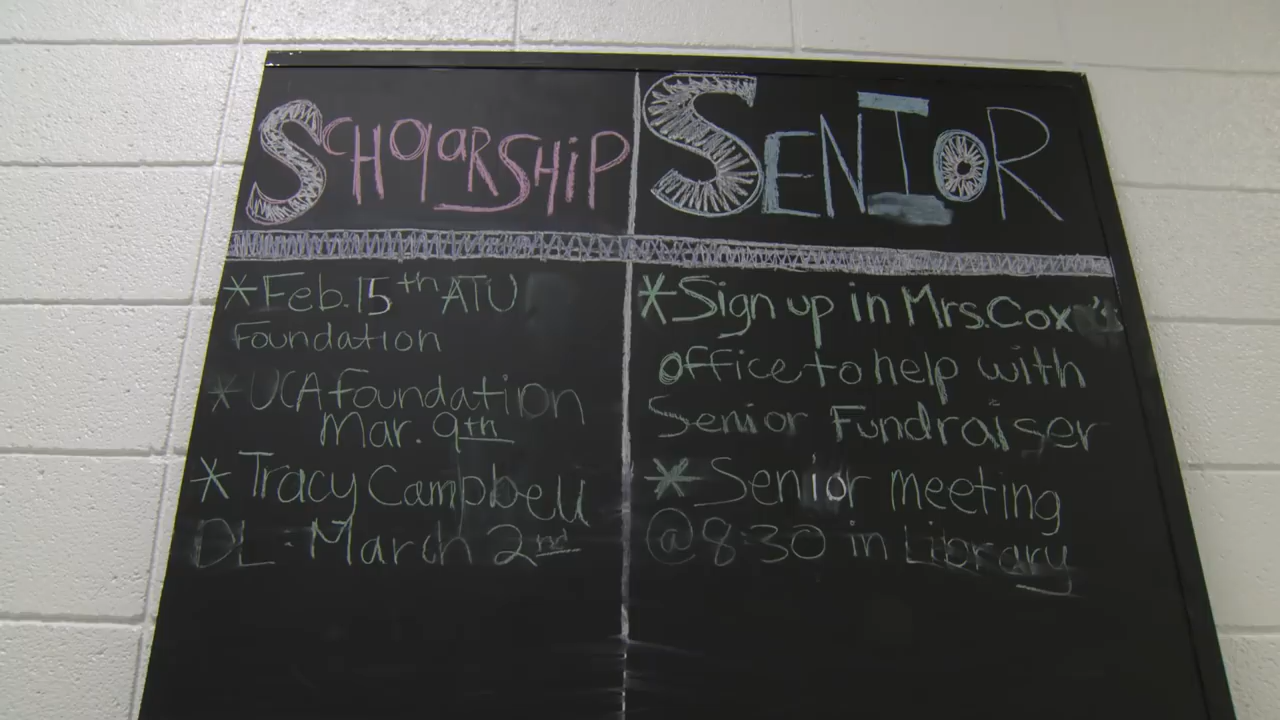 SCHOLARSHIP
*Feb. 15th ATU
Foundation
*UCA foundation
Mar. 9th
*Tracy Campbell
DL: March 2nd
SENIOR
*Sign up in Mrs. Cox's
office to help with
Senior Fundraiser
*Senior meeting
@ 8:30 in Library